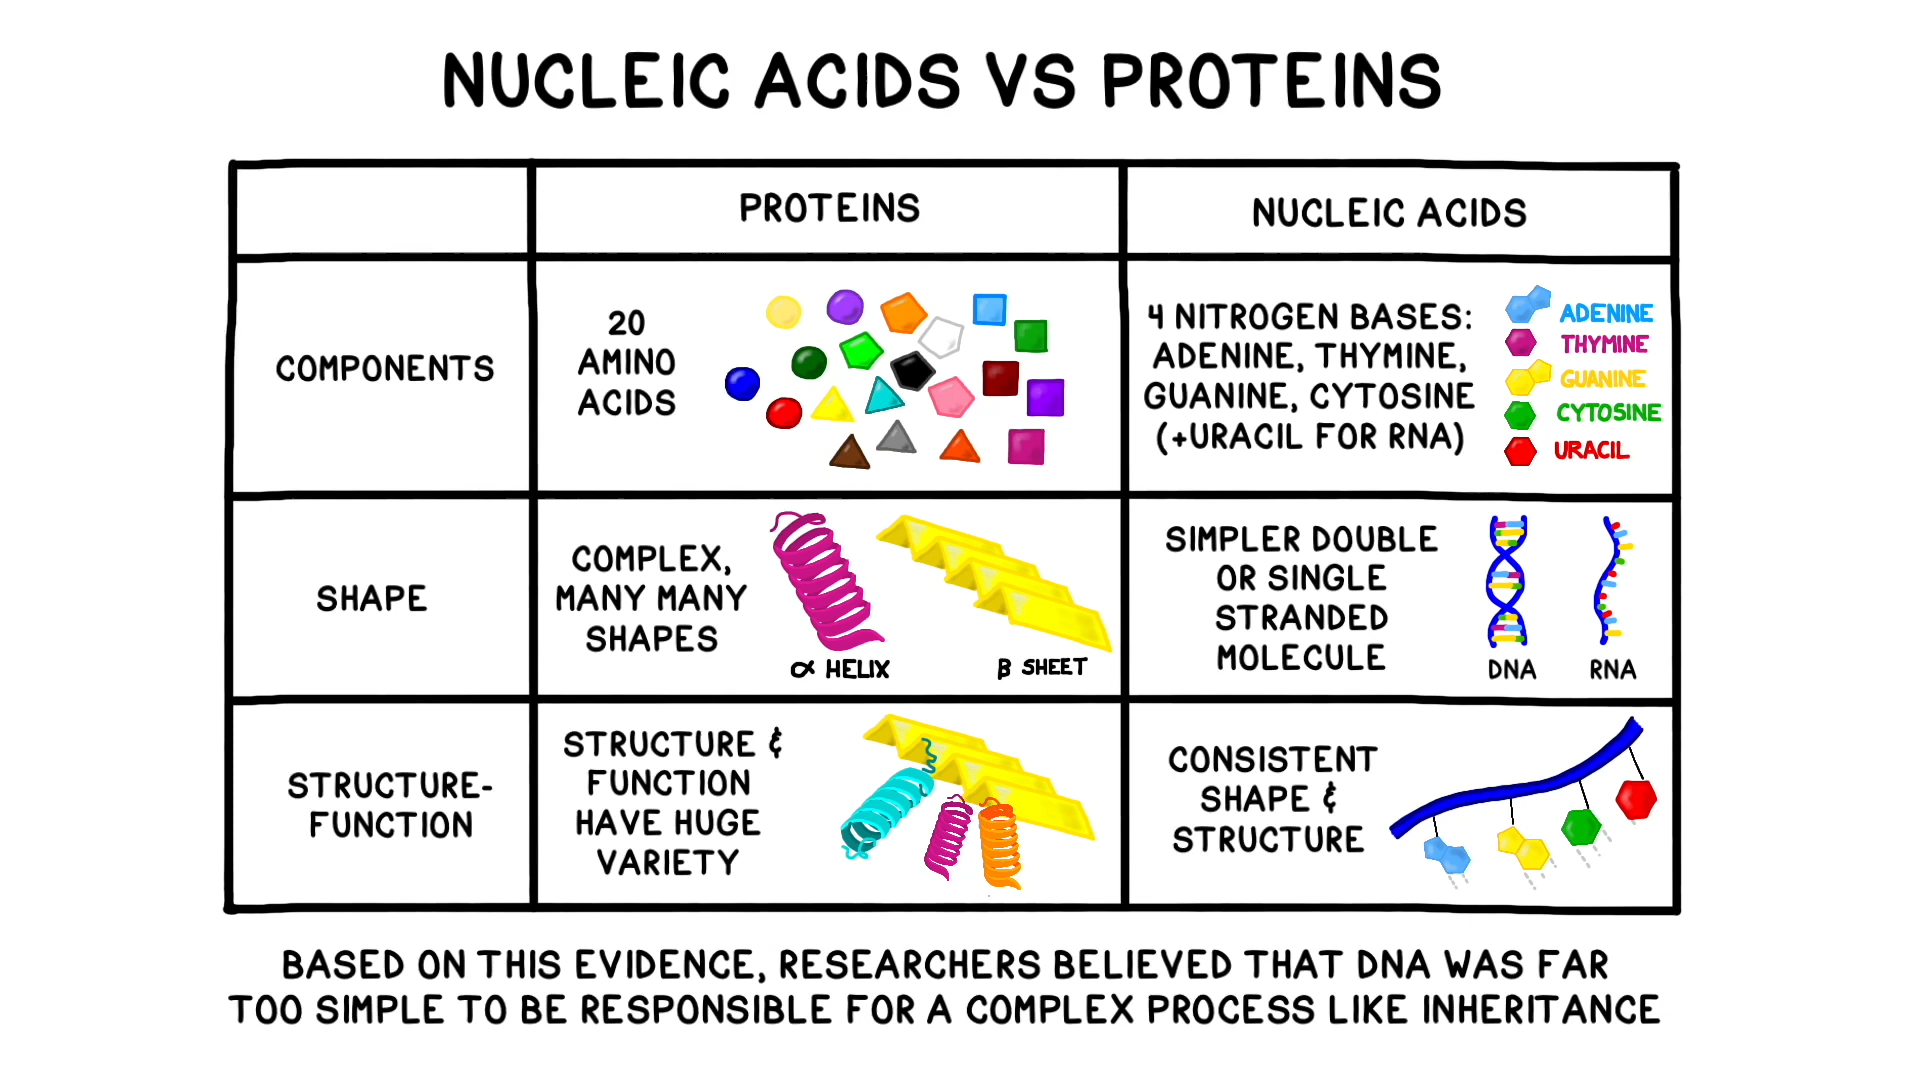 NUCLEIC ACIDS VS PROTEINS
PROTEINS
NUCLEIC ACIDS
COMPONENTS
20
AMINO
ACIDS
4 NITROGEN BASES:
ADENINE, THYMINE,
GUANINE, CYTOSINE
(+URACIL FOR RNA)
ADENINE
THYMINE
GUANINE
CYTOSINE
URACIL
SHAPE
COMPLEX,
MANY MANY
SHAPES
α HELIX
β SHEET
SIMPLER DOUBLE
OR SINGLE
STRANDED
MOLECULE
DNA
RNA
STRUCTURE-
FUNCTION
STRUCTURE &
FUNCTION
HAVE HUGE
VARIETY
CONSISTENT
SHAPE &
STRUCTURE
BASED ON THIS EVIDENCE, RESEARCHERS BELIEVED THAT DNA WAS FAR
TOO SIMPLE TO BE RESPONSIBLE FOR A COMPLEX PROCESS LIKE INHERITANCE